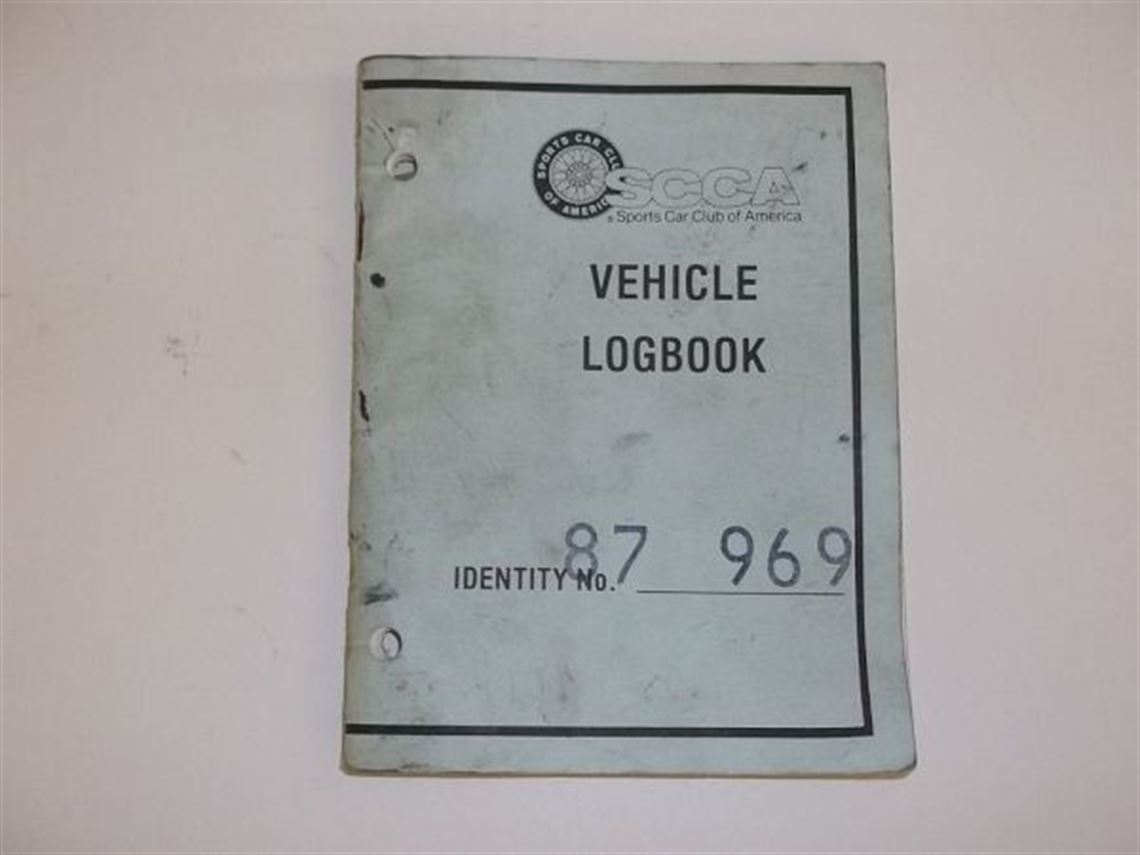 SPORTS CAR CLUB OF AMERICA
SCCA
® Sports Car Club of America
VEHICLE
LOGBOOK
87 969
IDENTITY No.